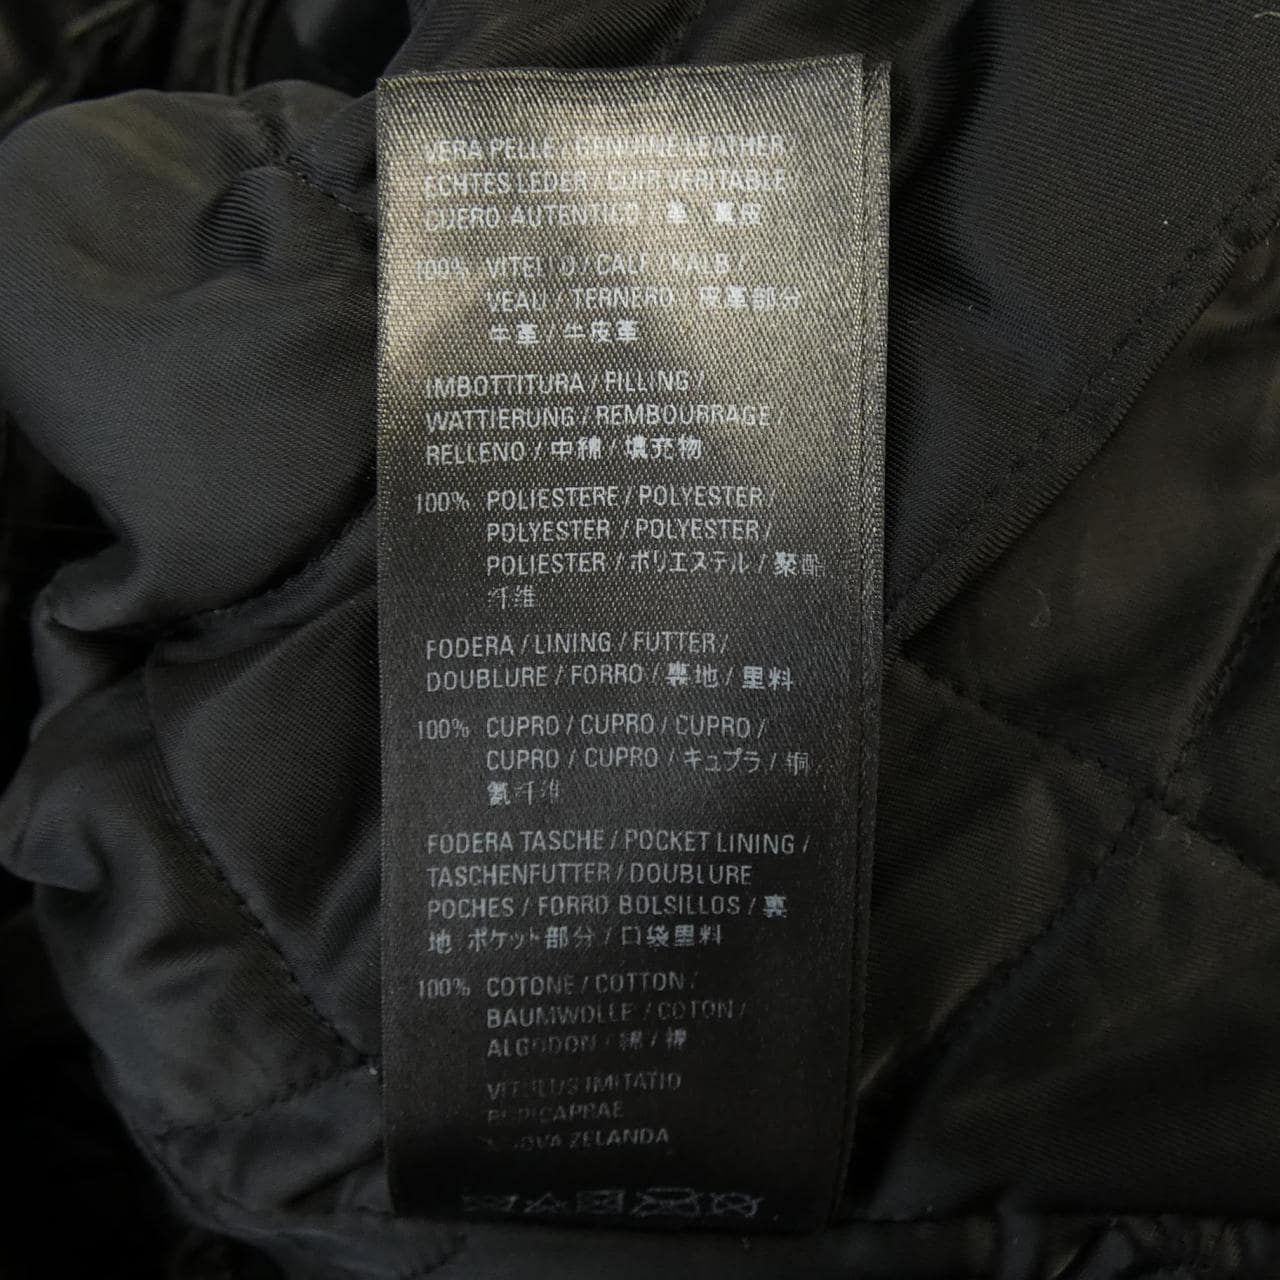 VERA PELLE / GENUINE LEATHER
ECHTES LEDER / CUIR VERITABLE
CUERO AUTENTICO / 革 / 真皮
100% VITELLO / CALF / KALB /
VEAU / TERNERO / 皮革部分
牛革 / 牛皮革
IMBOTTITURA / FILLING /
WATTIERUNG / REMBOURRAGE /
RELLENO / 中綿 / 填充物
100% POLIESTERE / POLYESTER /
POLYESTER / POLYESTER /
POLIESTER / ポリエステル / 聚酯
纤维
FODERA / LINING / FUTTER /
DOUBLURE / FORRO / 裏地 / 里料
100% CUPRO / CUPRO / CUPRO /
CUPRO / CUPRO / キュプラ / 铜
氨纤维
FODERA TASCHE / POCKET LINING /
TASCHENFUTTER / DOUBLURE
POCHES / FORRO BOLSILLOS / 裏
地 ポケット部分 / 口袋里料
100% COTONE / COTTON /
BAUMWOLLE / COTON /
ALGODON / 綿 / 棉
VITULUS IMITATIO
RUPICAPRAE
NUOVA ZELANDA